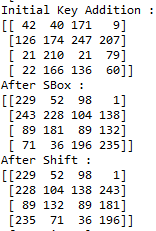 Initial Key Addition :
[[ 42  40 171   9]
 [126 174 247 207]
 [ 21 210  21  79]
 [ 22 166 136  60]]
After SBox :
[[229  52  98   1]
 [243 228 104 138]
 [ 89 181  89 132]
 [ 71  36 196 235]]
After Shift :
[[229  52  98   1]
 [228 104 138 243]
 [ 89 132  89 181]
 [235  71  36 196]]